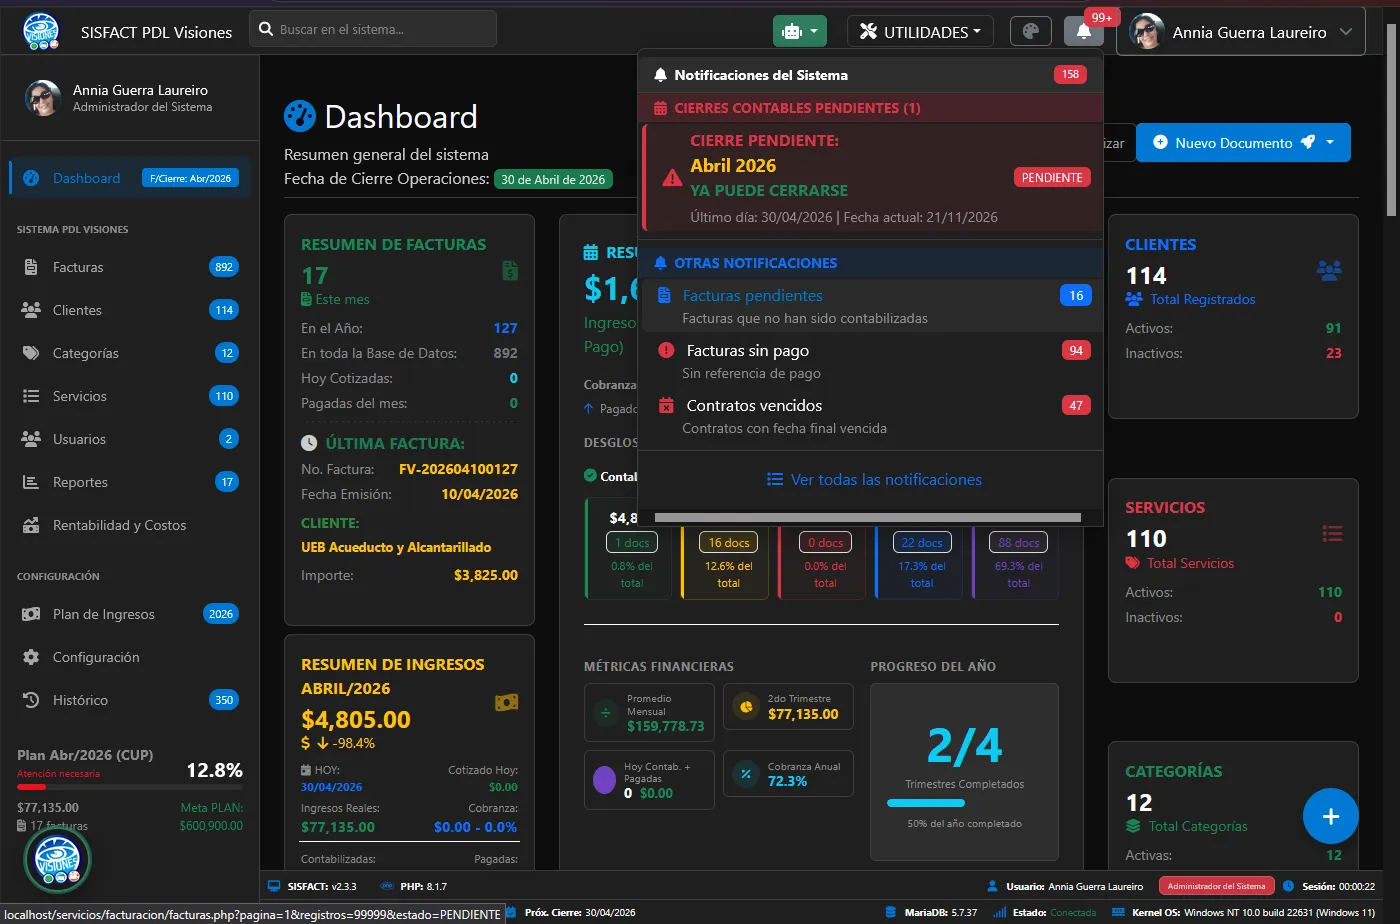 SISFACT PDL Visiones
Buscar en el sistema...
UTILIDADES
99+
Annia Guerra Laureiro
Annia Guerra Laureiro
Administrador del Sistema
Dashboard
F/Cierre: Abr/2026
SISTEMA PDL VISIONES
Facturas 892
Clientes 114
Categorías 12
Servicios 110
Usuarios 2
Reportes 17
Rentabilidad y Costos
CONFIGURACIÓN
Plan de Ingresos 2026
Configuración
Histórico 350
Plan Abr/2026 (CUP)
Atención necesaria
12.8%
$77,135.00
Meta PLAN:
17 facturas
$600,900.00
VISIONES
Dashboard
Resumen general del sistema
Fecha de Cierre Operaciones: 30 de Abril de 2026
izar
Nuevo Documento
Notificaciones del Sistema 158
CIERRES CONTABLES PENDIENTES (1)
CIERRE PENDIENTE:
Abril 2026
YA PUEDE CERRARSE
PENDIENTE
Último día: 30/04/2026 | Fecha actual: 21/11/2026
OTRAS NOTIFICACIONES
Facturas pendientes 16
Facturas que no han sido contabilizadas
Facturas sin pago 94
Sin referencia de pago
Contratos vencidos 47
Contratos con fecha final vencida
Ver todas las notificaciones
RESUMEN DE FACTURAS
17
Este mes
En el Año: 127
En toda la Base de Datos: 892
Hoy Cotizadas: 0
Pagadas del mes: 0
ÚLTIMA FACTURA:
No. Factura: FV-202604100127
Fecha Emisión: 10/04/2026
CLIENTE:
UEB Acueducto y Alcantarillado
Importe: $3,825.00
RESUMEN DE INGRESOS
ABRIL/2026
$4,805.00
$ -98.4%
HOY: Cotizado Hoy:
30/04/2026 $0.00
Ingresos Reales: Cobranza:
$77,135.00 $0.00 - 0.0%
Contabilizadas: Pagadas:
RESU
$1,6
Ingreso
Pago)
Cobranza
Pagado
DESGLOS
Contab
$4,8
1 docs
0.8% del
total
16 docs
12.6% del
total
0 docs
0.0% del
total
22 docs
17.3% del
total
88 docs
69.3% del
total
MÉTRICAS FINANCIERAS
Promedio
Mensual
$159,778.73
2do Trimestre
$77,135.00
Hoy Contab. +
Pagadas
0 $0.00
Cobranza Anual
72.3%
PROGRESO DEL AÑO
2/4
Trimestres Completados
50% del año completado
CLIENTES
114
Total Registrados
Activos: 91
Inactivos: 23
SERVICIOS
110
Total Servicios
Activos: 110
Inactivos: 0
CATEGORÍAS
12
Total Categorías
Activas: 12
SISFACT: v2.3.3
PHP: 8.1.7
Usuario: Annia Guerra Laureiro
Administrador del Sistema
Sesión: 00:00:22
localhost/servicios/facturacion/facturas.php?pagina=1&registros=99999&estado=PENDIENTE
Próx. Cierre: 30/04/2026
MariaDB: 5.7.37
Estado: Conectada
Kernel OS: Windows NT 10.0 build 22631 (Windows 11)